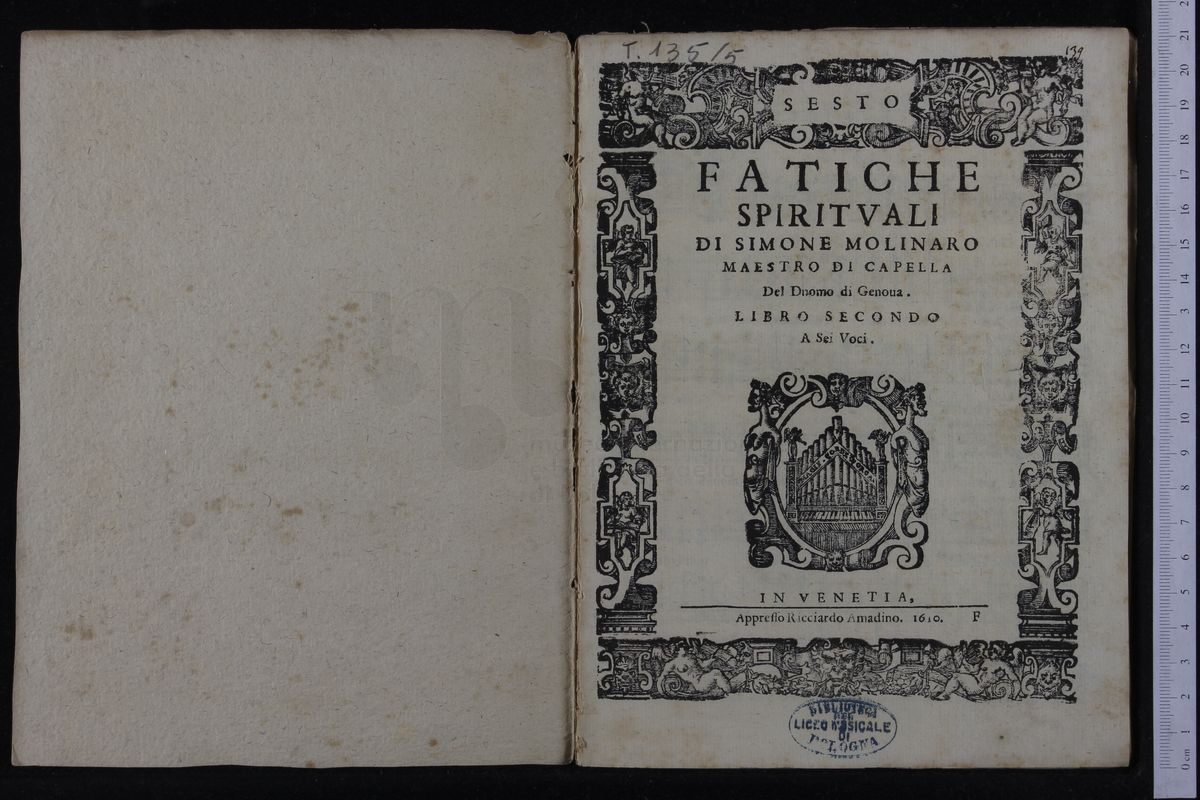 T. 135/5
139
SESTO
FATICHE
SPIRITVALI
DI SIMONE MOLINARO
MAESTRO DI CAPELLA
Del Duomo di Genoua.
LIBRO SECONDO
A Sei Voci.
IN VENETIA,
Appresso Ricciardo Amadino. 1610. F
BIBLIOTECA
DEL
LICEO MUSICALE
DI
BOLOGNA